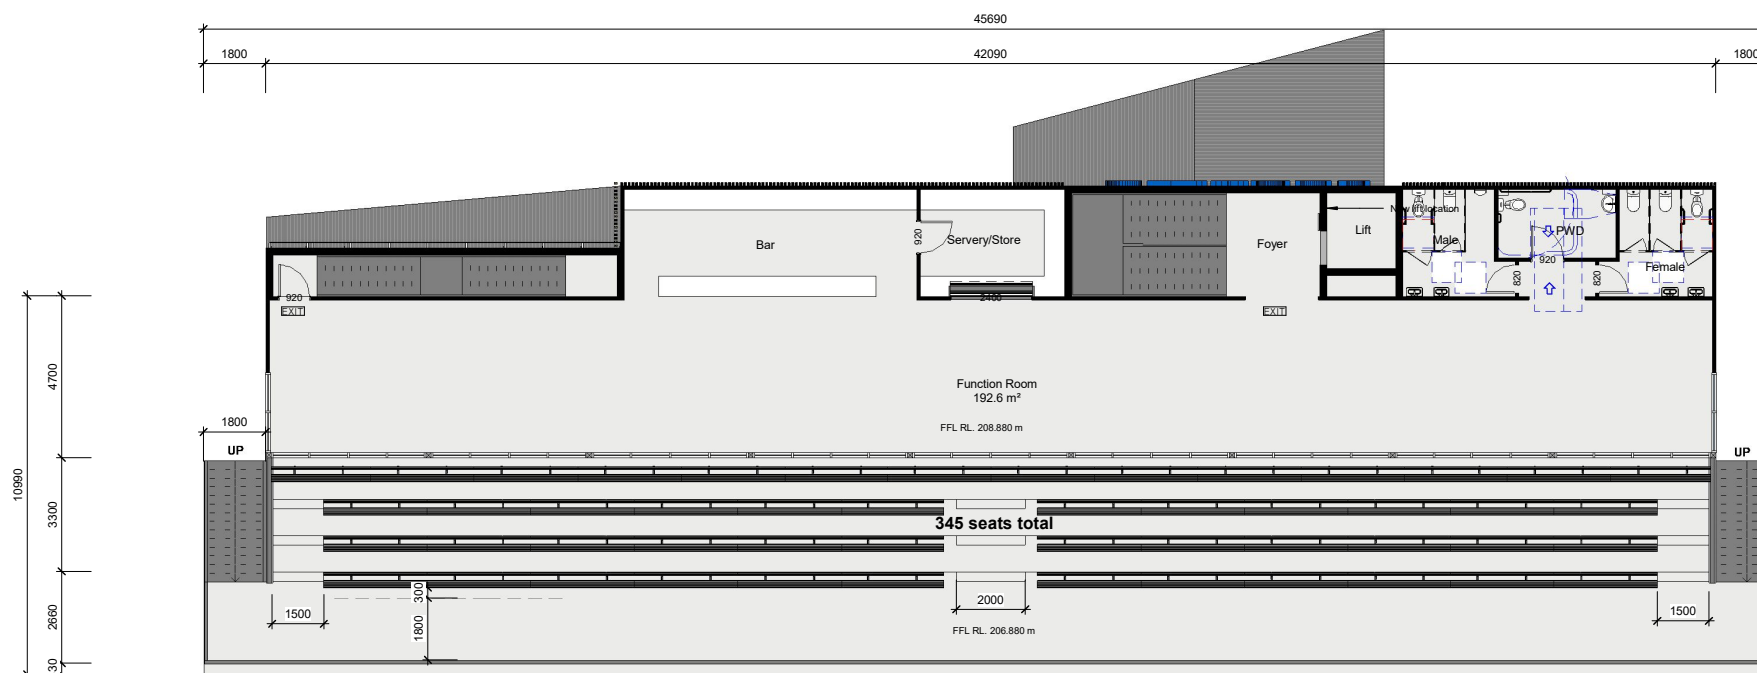 45690
1800
42090
1800
New lift location
Bar
920
Servery/Store
Foyer
Lift
Male
PWD
920
Female
820
820
920
2400
EXIT
EXIT
4700
Function Room
192.6 m²
FFL RL. 208.880 m
1800
UP
UP
10990
3300
345 seats total
300
2660
1500
2000
1500
1800
FFL RL. 206.880 m
30